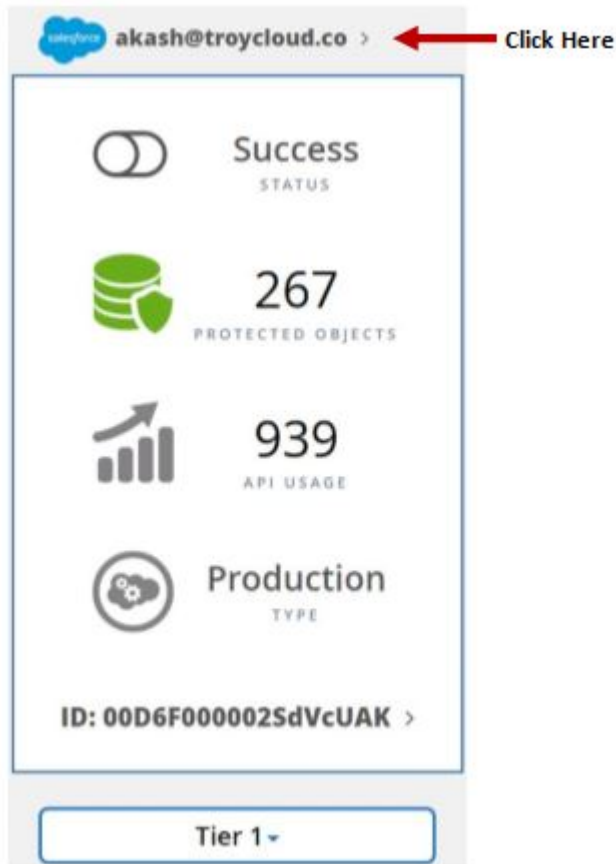 salesforce akash@troycloud.co > Click Here
Success
STATUS
267
PROTECTED OBJECTS
939
API USAGE
Production
TYPE
ID: 00D6F000002SdVcUAK >
Tier 1